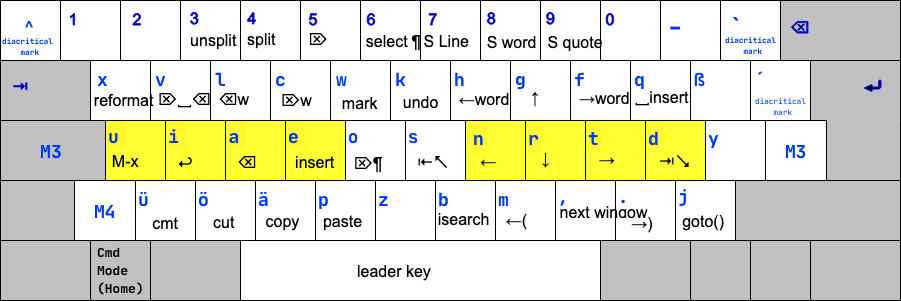 ^ 1 2 3 4 5 6 7 8 9 0 – ` ⌫
diacritical mark unsplit split ⌦ select ¶ S Line S word S quote diacritical mark
⇥ x v l c w k h g f q ß ´ ↵
reformat ⌦␣⌫ ⌫w ⌦w mark undo ←word ↑ →word ␣insert diacritical mark
M3 u i a e o s n r t d y M3
M-x ↩ ⌫ insert ⌦¶ ⇤↖ ← ↓ → ⇥↘
M4 ü ö ä p z b m , . j
cmt cut copy paste isearch ←( next window →) goto()
Cmd
Mode
(Home)
leader key